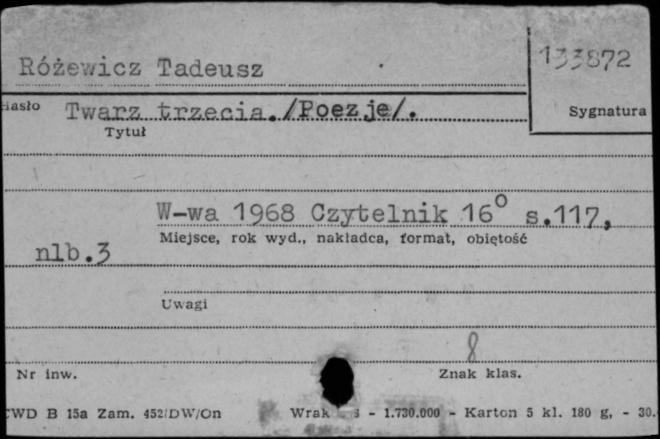 Różewicz Tadeusz
133872
Hasło
Twarz trzecia./Poezje/.
Sygnatura
Tytuł
W-wa 1968 Czytelnik 16° s.117,
Miejsce, rok wyd., nakładca, format, objętość
nlb.3
Uwagi
8
Nr inw.
Znak klas.
CWD B 15a Zam. 452/DW/On Wrak - 1.730.000 - Karton 5 kl. 180 g, - 30.